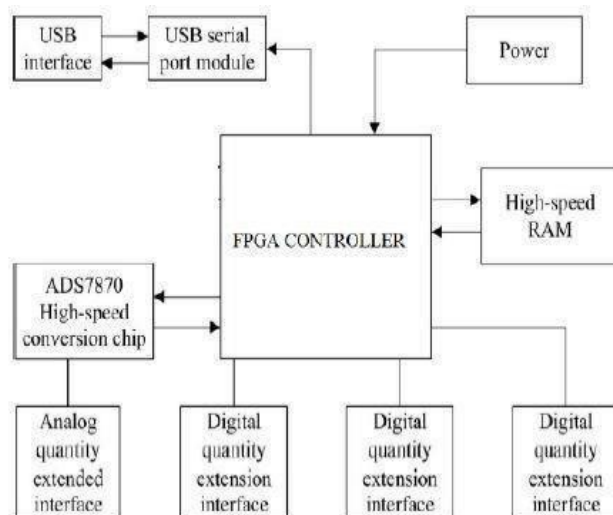 USB
interface
USB serial
port module
Power
FPGA CONTROLLER
High-speed
RAM
ADS7870
High-speed
conversion chip
Analog
quantity
extended
interface
Digital
quantity
extension
interface
Digital
quantity
extension
interface
Digital
quantity
extension
interface